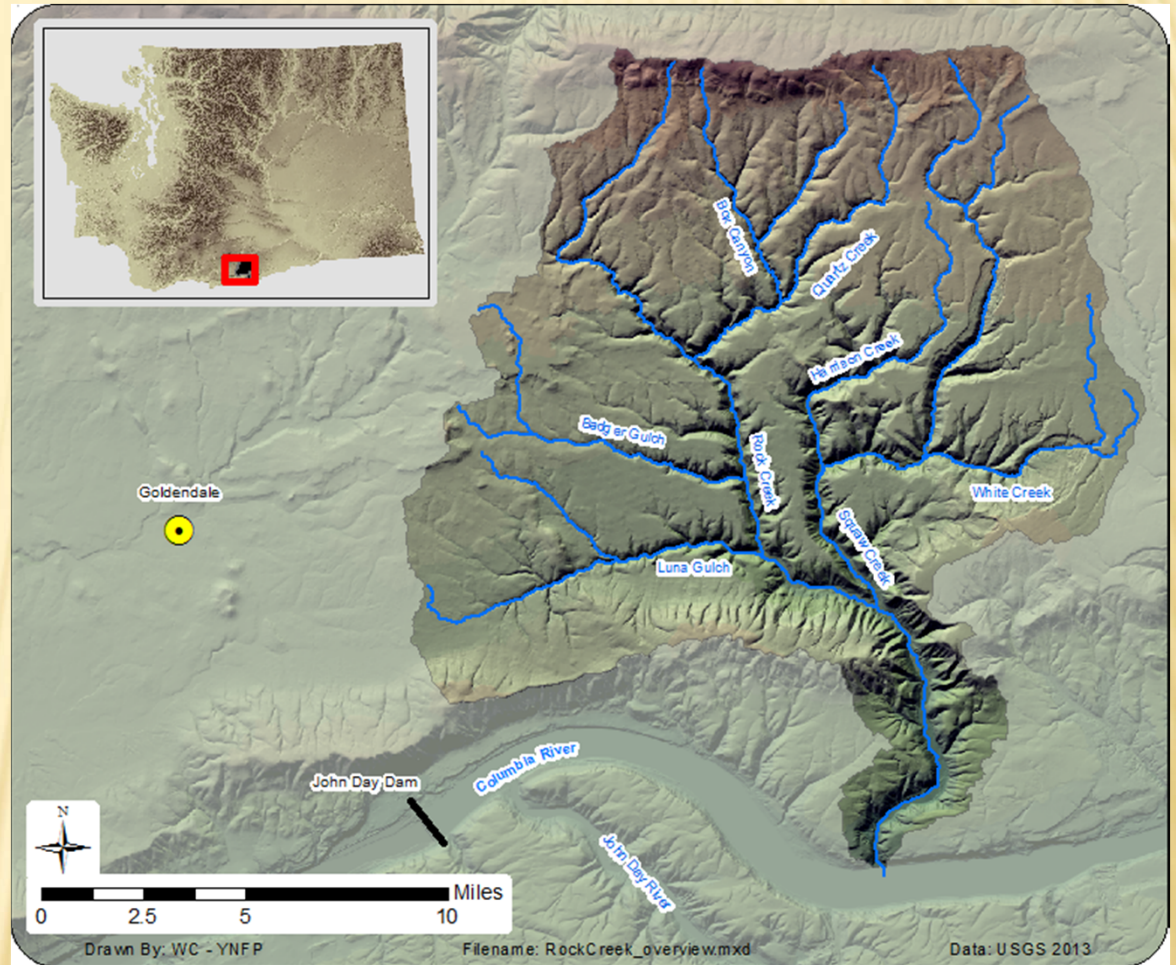 Box Canyon
Quartz Creek
Harrison Creek
Badger Gulch
Rock Creek
Goldendale
White Creek
Squaw Creek
Luna Gulch
Columbia River
John Day Dam
John Day River
N
Miles
0 2.5 5 10
Drawn By: WC - YNFP Filename: RockCreek_overview.mxd Data: USGS 2013